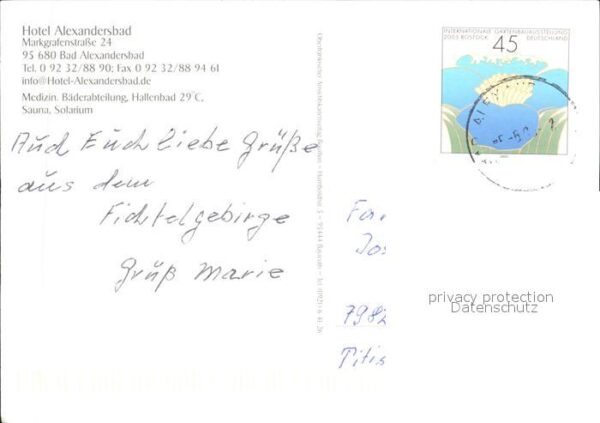 Hotel Alexandersbad
Markgrafenstraße 24
95 680 Bad Alexandersbad
Tel. 0 92 32/88 90; Fax 0 92 32/88 94 61
info@Hotel-Alexandersbad.de
Medizin. Bäderabteilung, Hallenbad 29°C,
Sauna, Solarium
INTERNATIONALE GARTENBAUAUSSTELLUNG
2003 ROSTOCK 45 DEUTSCHLAND
Auch Euch liebe Grüße
aus dem
Fichtelgebirge
Gruß Marie
Fam
Jos
7982
Titis
privacy protection
Datenschutz